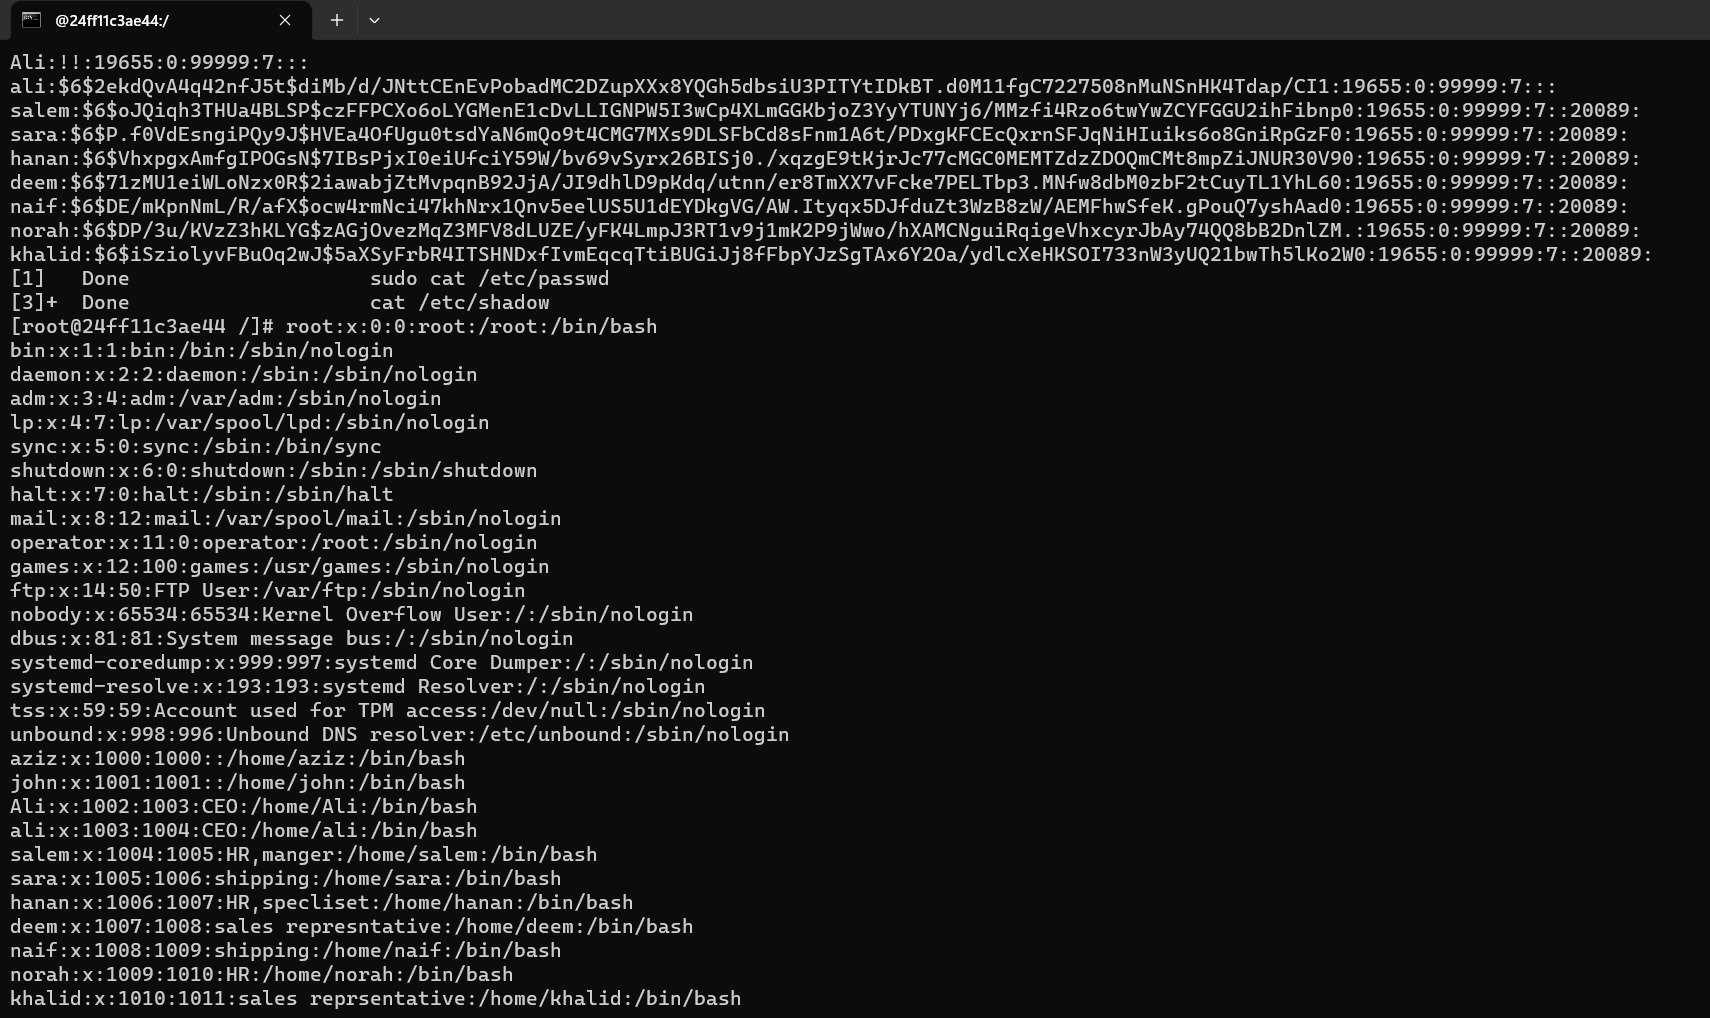 @24ff11c3ae44:/
Ali:!!:19655:0:99999:7:::
ali:$6$2ekdQvA4q42nfJ5t$diMb/d/JNttCEnEvPobadMC2DZupXXx8YQGh5dbsiU3PITYtIDkBT.d0M11fgC7227508nMuNSnHK4Tdap/CI1:19655:0:99999:7:::
salem:$6$oJQiqh3THUa4BLSP$czFFPCXo6oLYGMenE1cDvLLIGNPW5I3wCp4XLmGGKbjoZ3YyYTUNYj6/MMzfi4Rzo6twYwZCYFGGU2ihFibnp0:19655:0:99999:7::20089:
sara:$6$P.f0VdEsngiPQy9J$HVEa4OfUgu0tsdYaN6mQo9t4CMG7MXs9DLSFbCd8sFnm1A6t/PDxgKFCEcQxrnSFJqNiHIuiks6o8GniRpGzF0:19655:0:99999:7::20089:
hanan:$6$VhxpgxAmfgIPOGsN$7IBsPjxI0eiUfciY59W/bv69vSyrx26BISj0./xqzgE9tKjrJc77cMGC0MEMTZdzZDOQmCMt8mpZiJNUR30V90:19655:0:99999:7::20089:
deem:$6$71zMU1eiWLoNzx0R$2iawabjZtMvpqnB92JjA/JI9dhlD9pKdq/utnn/er8TmXX7vFcke7PELTbp3.MNfw8dbM0zbF2tCuyTL1YhL60:19655:0:99999:7::20089:
naif:$6$DE/mKpnNmL/R/afX$ocw4rmNci47khNrx1Qnv5eelUS5U1dEYDkgVG/AW.Ityqx5DJfduZt3WzB8zW/AEMFhwSfeK.gPouQ7yshAad0:19655:0:99999:7::20089:
norah:$6$DP/3u/KVzZ3hKLYG$zAGjOvezMqZ3MFV8dLUZE/yFK4LmpJ3RT1v9j1mK2P9jWwo/hXAMCNguiRqigeVhxcyrJbAy74QQ8bB2DnlZM.:19655:0:99999:7::20089:
khalid:$6$iSziolyvFBuOq2wJ$5aXSyFrbR4ITSHNDxfIvmEqcqTtiBUGiJj8fFbpYJzSgTAx6Y2Oa/ydlcXeHKSOI733nW3yUQ21bwTh5lKo2W0:19655:0:99999:7::20089:
[1]   Done                    sudo cat /etc/passwd
[3]+  Done                    cat /etc/shadow
[root@24ff11c3ae44 /]# root:x:0:0:root:/root:/bin/bash
bin:x:1:1:bin:/bin:/sbin/nologin
daemon:x:2:2:daemon:/sbin:/sbin/nologin
adm:x:3:4:adm:/var/adm:/sbin/nologin
lp:x:4:7:lp:/var/spool/lpd:/sbin/nologin
sync:x:5:0:sync:/sbin:/bin/sync
shutdown:x:6:0:shutdown:/sbin:/sbin/shutdown
halt:x:7:0:halt:/sbin:/sbin/halt
mail:x:8:12:mail:/var/spool/mail:/sbin/nologin
operator:x:11:0:operator:/root:/sbin/nologin
games:x:12:100:games:/usr/games:/sbin/nologin
ftp:x:14:50:FTP User:/var/ftp:/sbin/nologin
nobody:x:65534:65534:Kernel Overflow User:/:/sbin/nologin
dbus:x:81:81:System message bus:/:/sbin/nologin
systemd-coredump:x:999:997:systemd Core Dumper:/:/sbin/nologin
systemd-resolve:x:193:193:systemd Resolver:/:/sbin/nologin
tss:x:59:59:Account used for TPM access:/dev/null:/sbin/nologin
unbound:x:998:996:Unbound DNS resolver:/etc/unbound:/sbin/nologin
aziz:x:1000:1000::/home/aziz:/bin/bash
john:x:1001:1001::/home/john:/bin/bash
Ali:x:1002:1003:CEO:/home/Ali:/bin/bash
ali:x:1003:1004:CEO:/home/ali:/bin/bash
salem:x:1004:1005:HR,manger:/home/salem:/bin/bash
sara:x:1005:1006:shipping:/home/sara:/bin/bash
hanan:x:1006:1007:HR,specliset:/home/hanan:/bin/bash
deem:x:1007:1008:sales represntative:/home/deem:/bin/bash
naif:x:1008:1009:shipping:/home/naif:/bin/bash
norah:x:1009:1010:HR:/home/norah:/bin/bash
khalid:x:1010:1011:sales reprsentative:/home/khalid:/bin/bash